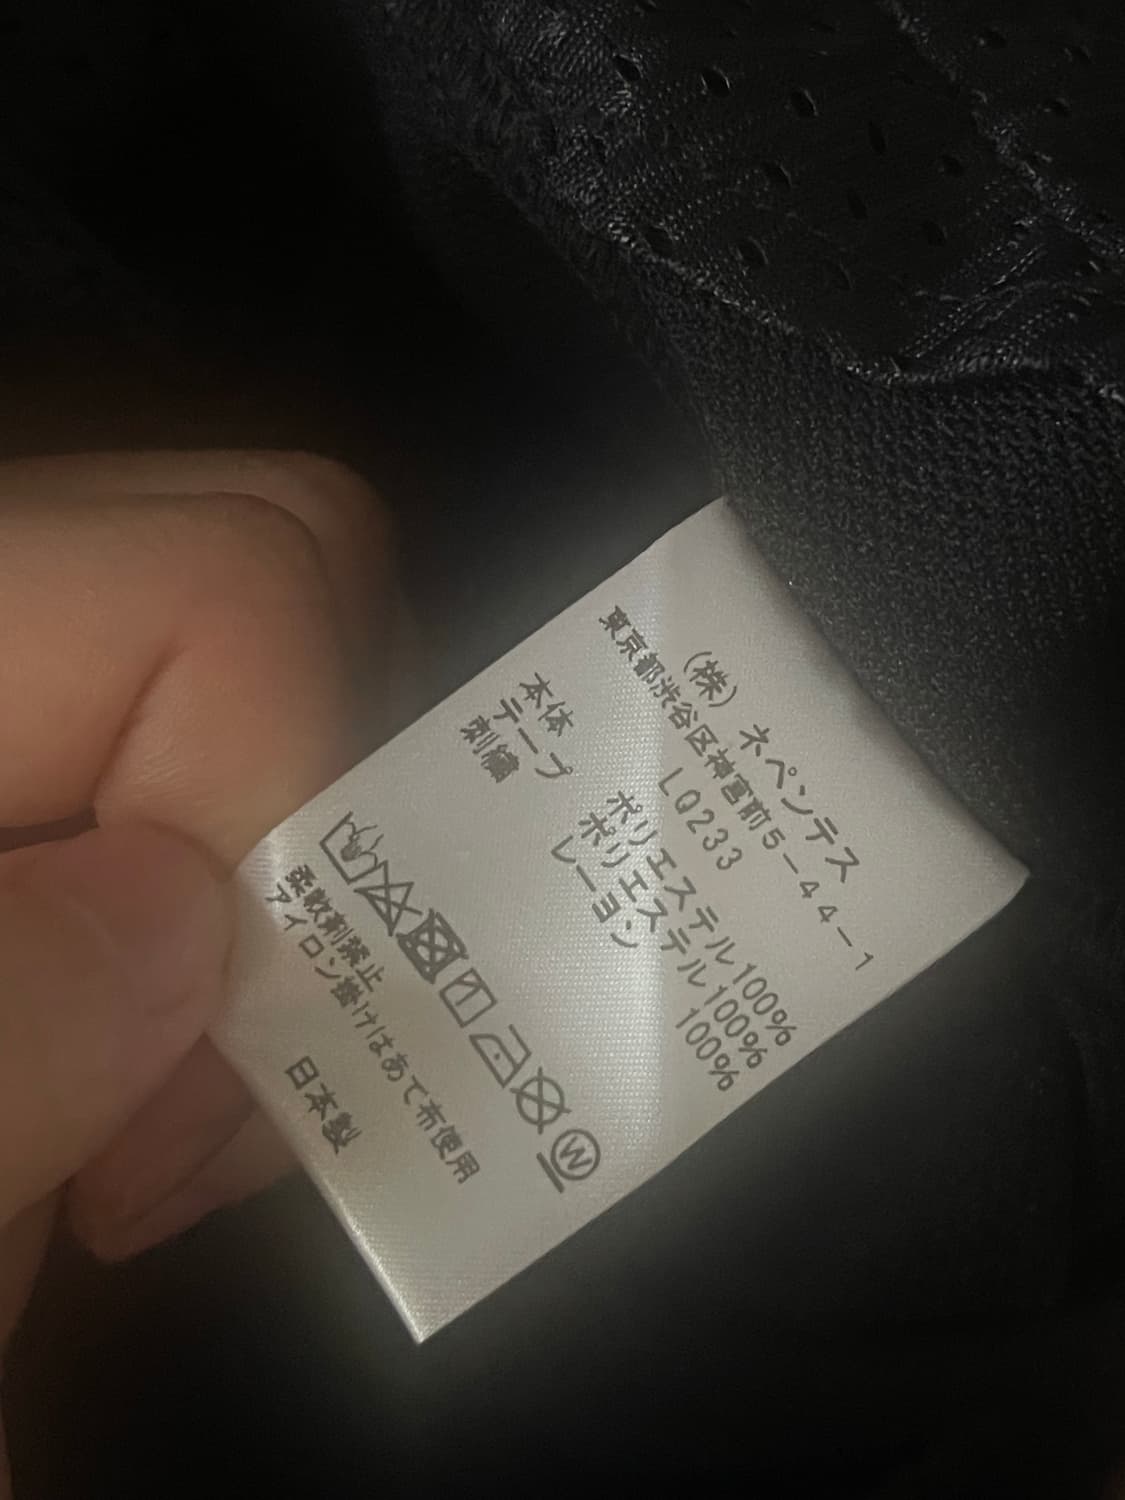 (株) ネペンテス
東京都渋谷区神宮前5-44-1
LQ233
本体 ポリエステル100%
テープ ポリエステル100%
刺繍 レーヨン 100%
W
柔軟剤禁止
アイロン掛けはあて布使用
日本製